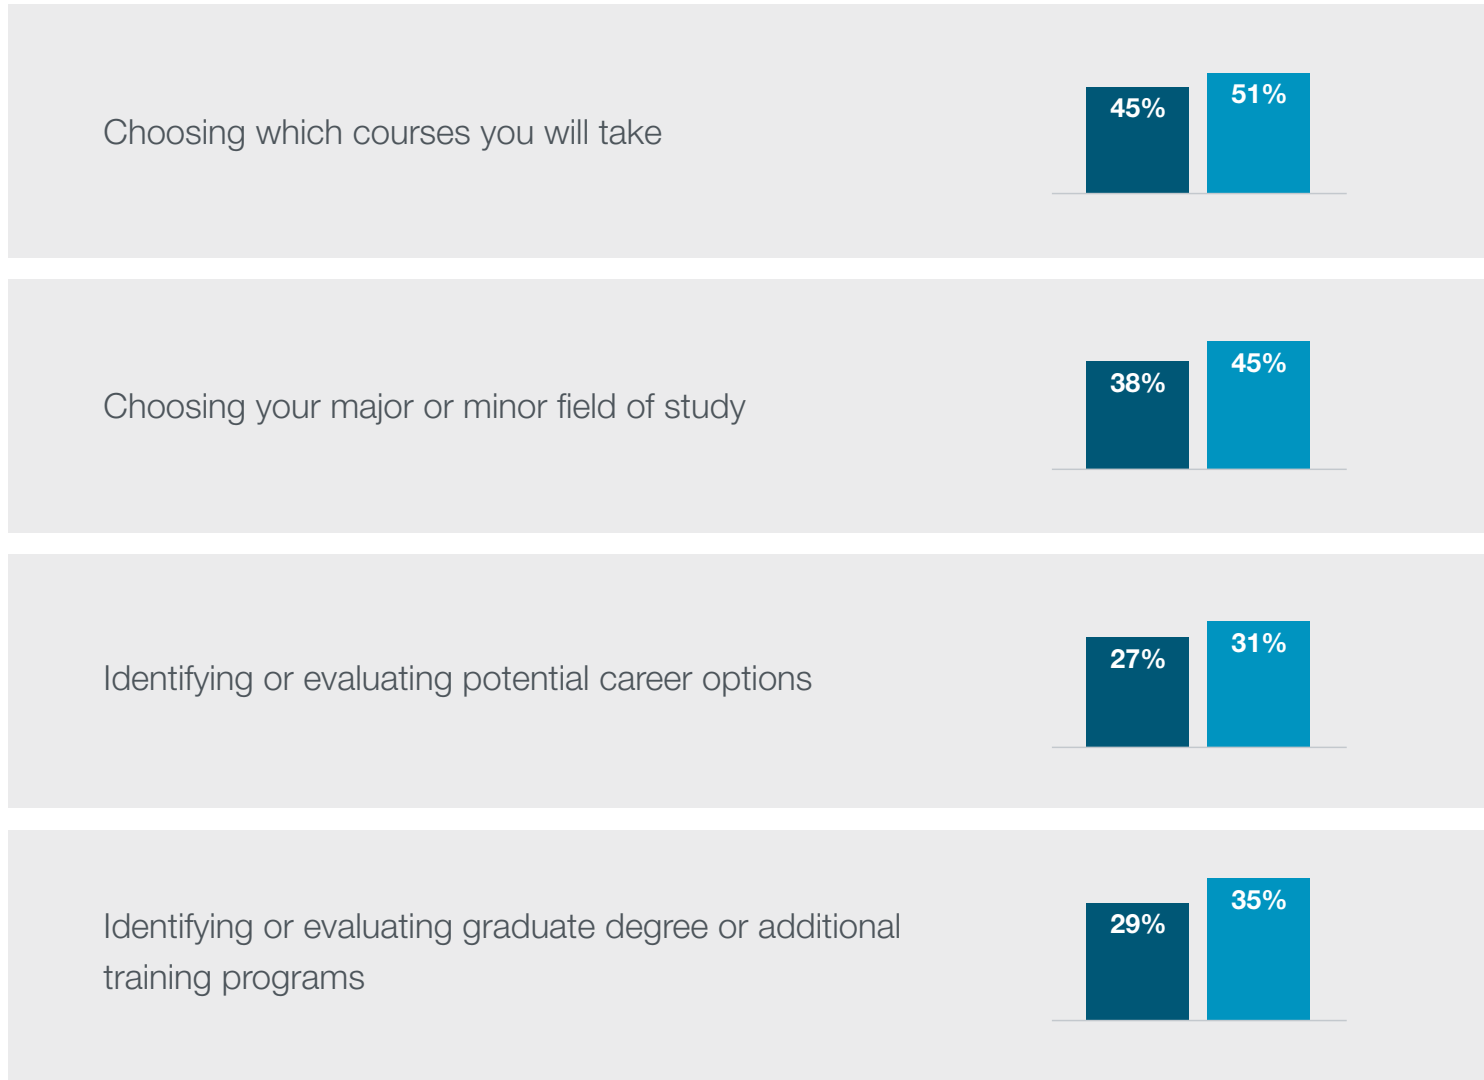 Choosing which courses you will take
45%
51%
Choosing your major or minor field of study
38%
45%
Identifying or evaluating potential career options
27%
31%
Identifying or evaluating graduate degree or additional
training programs
29%
35%